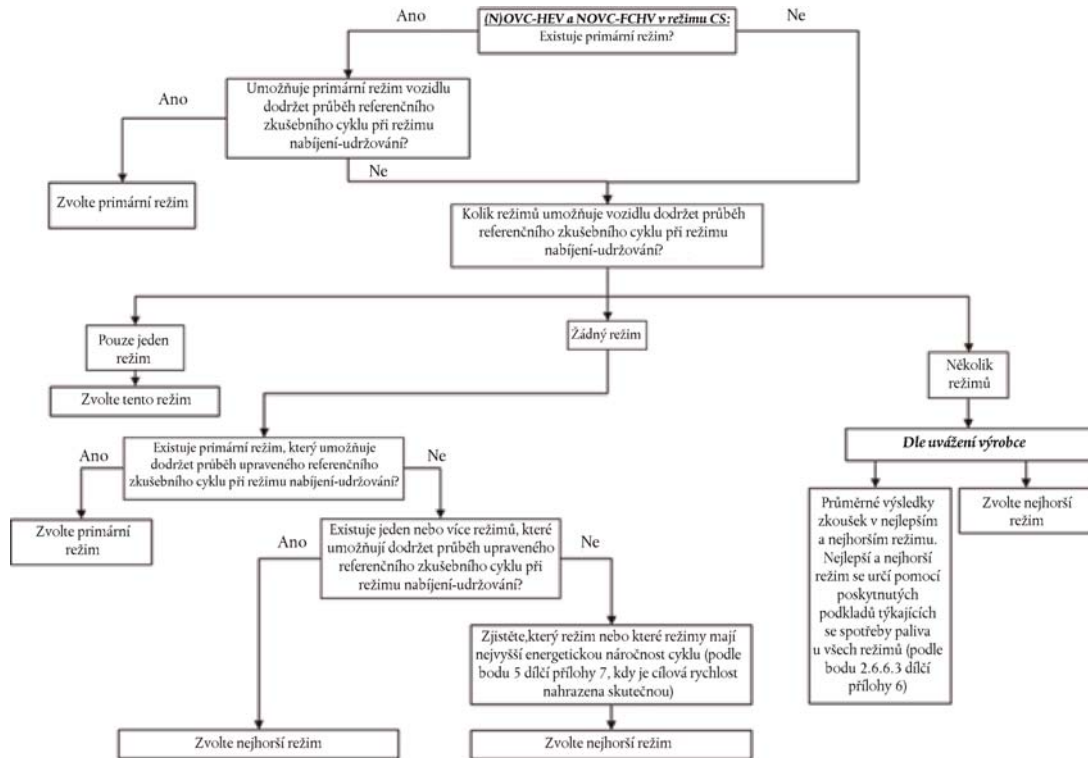 Ano
(N)OVC-HEV a NOVC-FCHV v režimu CS:
Existuje primární režim?
Ne
Ano
Umožňuje primární režim vozidlu
dodržet průběh referenčního
zkušebního cyklu při režimu
nabíjení-udržování?
Ne
Zvolte primární režim
Kolik režimů umožňuje vozidlu dodržet průběh
referenčního zkušebního cyklu při režimu
nabíjení-udržování?
Pouze jeden
režim
Žádný režim
Několik
režimů
Zvolte tento režim
Dle uvážení výrobce
Ano
Existuje primární režim, který umožňuje
dodržet průběh upraveného referenčního
zkušebního cyklu při režimu nabíjení-udržování?
Ne
Zvolte primární
režim
Průměrné výsledky
zkoušek v nejlepším
a nejhorším režimu.
Nejlepší a nejhorší
režim se určí pomocí
poskytnutých
podkladů týkajících
se spotřeby paliva
u všech režimů (podle
bodu 2.6.6.3 dílčí
přílohy 6)
Zvolte nejhorší
režim
Ano
Existuje jeden nebo více režimů, které
umožňují dodržet průběh upraveného
referenčního zkušebního cyklu při
režimu nabíjení-udržování?
Ne
Zjistěte,který režim nebo které režimy mají
nejvyšší energetickou náročnost cyklu (podle
bodu 5 dílčí přílohy 7, kdy je cílová rychlost
nahrazena skutečnou)
Zvolte nejhorší režim
Zvolte nejhorší režim